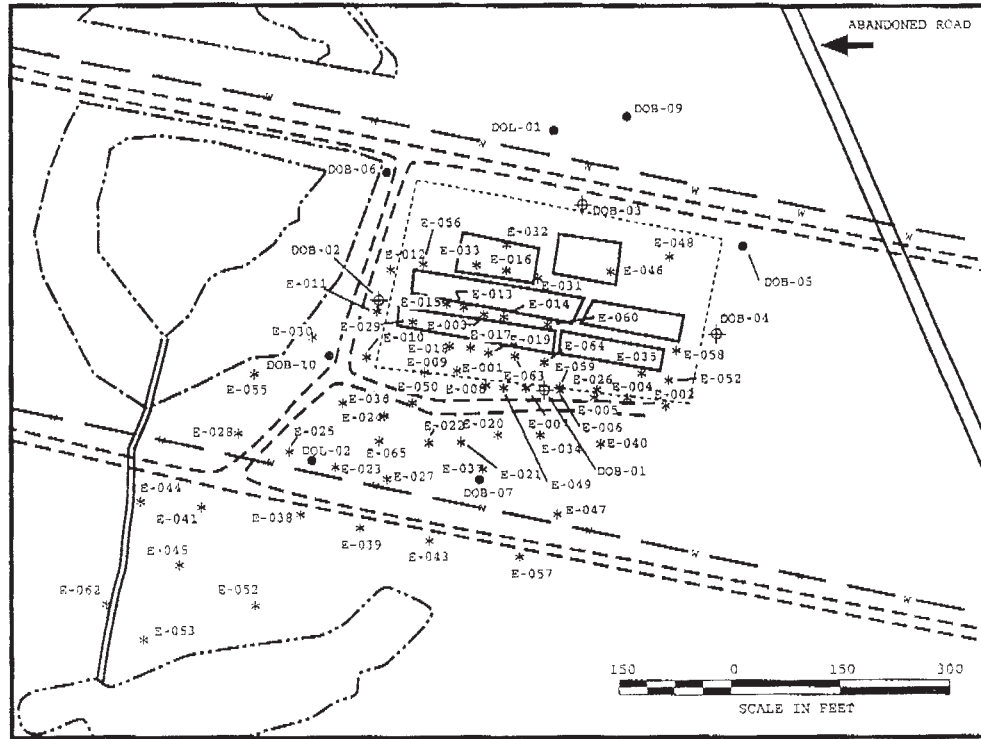 ABANDONED ROAD
DOB-09
DOL-01
DOB-06
DOB-03
E-056
E-032
E-048
DOB-02
E-012
E-033
E-016
E-046
DOB-05
E-011
E-031
E-015
E-013
E-014
E-060
DOB-04
E-030
E-029
E-003
E-017
E-010
E-018
E-019
E-064
E-035
E-058
DOB-10
E-009
E-001
E-059
E-055
E-050
E-008
E-063
E-026
E-004
E-052
E-036
E-005
E-002
E-024
E-022
E-020
E-007
E-006
E-028
E-025
E-065
E-034
E-040
DOL-02
E-023
E-027
E-037
E-021
DOB-01
DOB-07
E-049
E-044
E-041
E-038
E-047
E-039
E-043
E-045
E-057
E-062
E-052
E-053
W
W
W
W
W
W
W
W
W
W
W
150 0 150 300
SCALE IN FEET